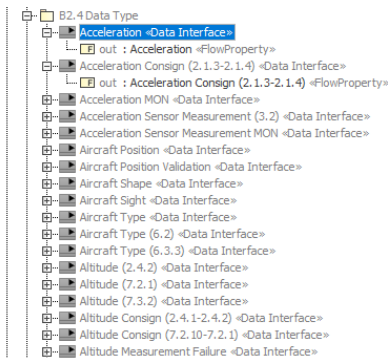 B2.4 Data Type
Acceleration «Data Interface»
F out : Acceleration «FlowProperty»
Acceleration Consign (2.1.3-2.1.4) «Data Interface»
F out : Acceleration Consign (2.1.3-2.1.4) «FlowProperty»
Acceleration MON «Data Interface»
Acceleration Sensor Measurement (3.2) «Data Interface»
Acceleration Sensor Measurement MON «Data Interface»
Aircraft Position «Data Interface»
Aircraft Position Validation «Data Interface»
Aircraft Shape «Data Interface»
Aircraft Sight «Data Interface»
Aircraft Type «Data Interface»
Aircraft Type (6.2) «Data Interface»
Aircraft Type (6.3.3) «Data Interface»
Altitude (2.4.2) «Data Interface»
Altitude (7.2.1) «Data Interface»
Altitude (7.3.2) «Data Interface»
Altitude Consign (2.4.1-2.4.2) «Data Interface»
Altitude Consign (7.2.10-7.2.1) «Data Interface»
Altitude Measurement Failure «Data Interface»